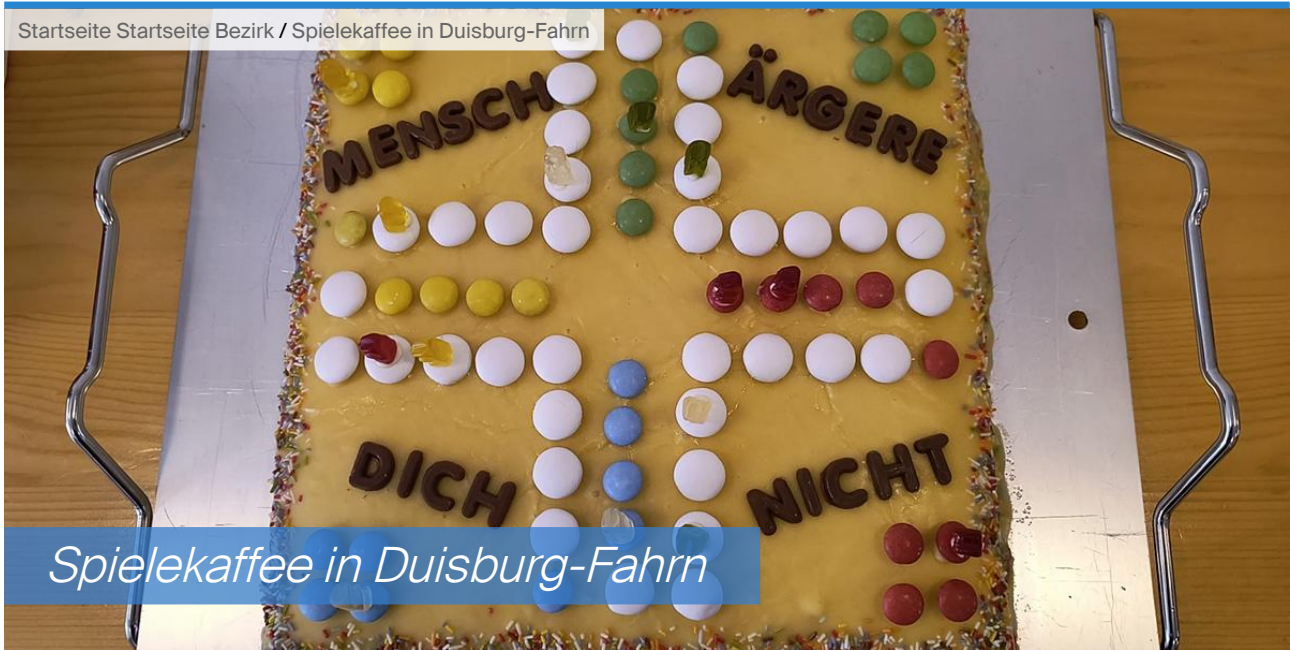 Startseite Startseite Bezirk / Spielekaffee in Duisburg-Fahrn
MENSCH ÄRGERE
DICH NICHT
Spielekaffee in Duisburg-Fahrn